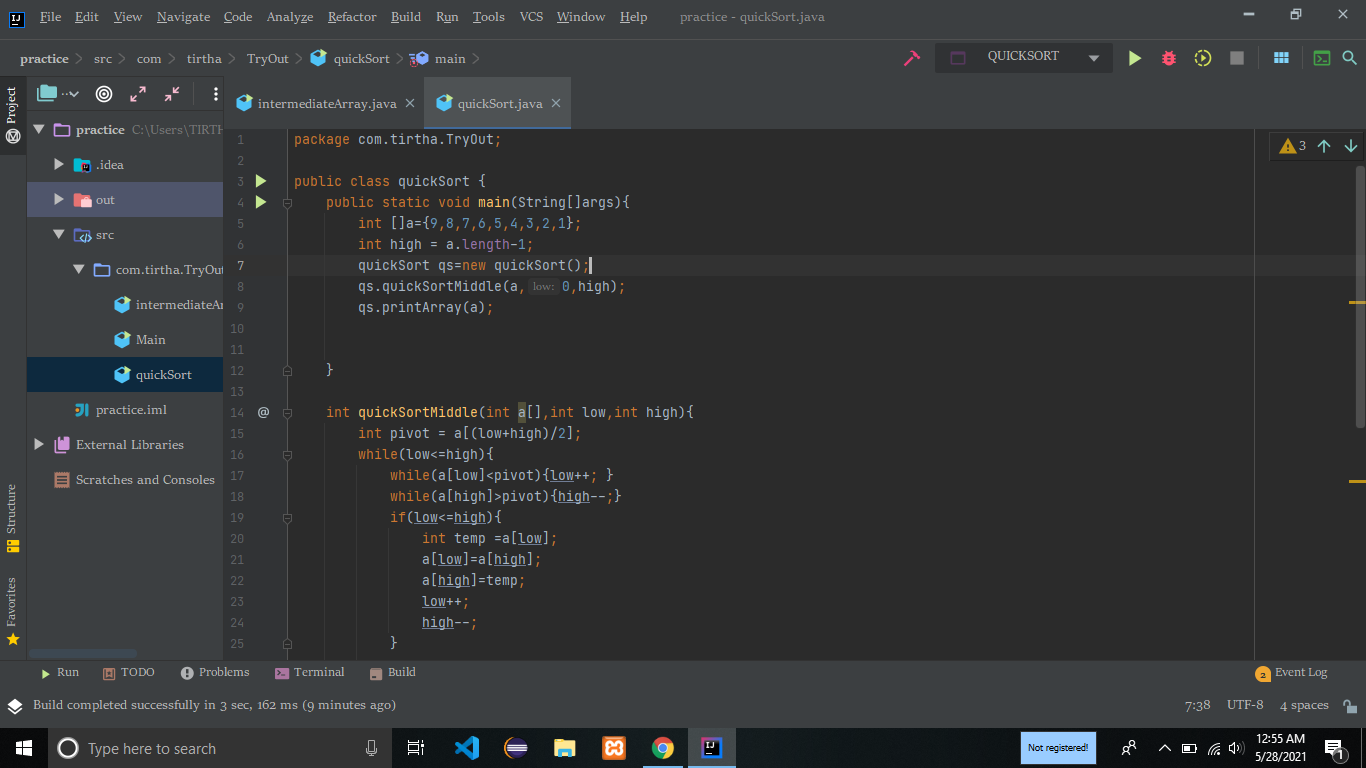 File Edit View Navigate Code Analyze Refactor Build Run Tools VCS Window Help practice - quickSort.java
practice src com tirtha TryOut quickSort main QUICKSORT
Project
intermediateArray.java quickSort.java
practice C:\Users\TIRTH
.idea
out
src
com.tirtha.TryOut
intermediateAr
Main
quickSort
practice.iml
External Libraries
Scratches and Consoles
Structure
Favorites
3
1 package com.tirtha.TryOut;
2
3 public class quickSort {
4 public static void main(String[]args){
5 int []a={9,8,7,6,5,4,3,2,1};
6 int high = a.length-1;
7 quickSort qs=new quickSort();
8 qs.quickSortMiddle(a, low: 0,high);
9 qs.printArray(a);
10
11
12 }
13
14 @ int quickSortMiddle(int a[],int low,int high){
15 int pivot = a[(low+high)/2];
16 while(low<=high){
17 while(a[low]<pivot){low++; }
18 while(a[high]>pivot){high--;}
19 if(low<=high){
20 int temp =a[low];
21 a[low]=a[high];
22 a[high]=temp;
23 low++;
24 high--;
25 }
Run TODO Problems Terminal Build 2 Event Log
Build completed successfully in 3 sec, 162 ms (9 minutes ago) 7:38 UTF-8 4 spaces
Type here to search Not registered! 12:55 AM
5/28/2021 1